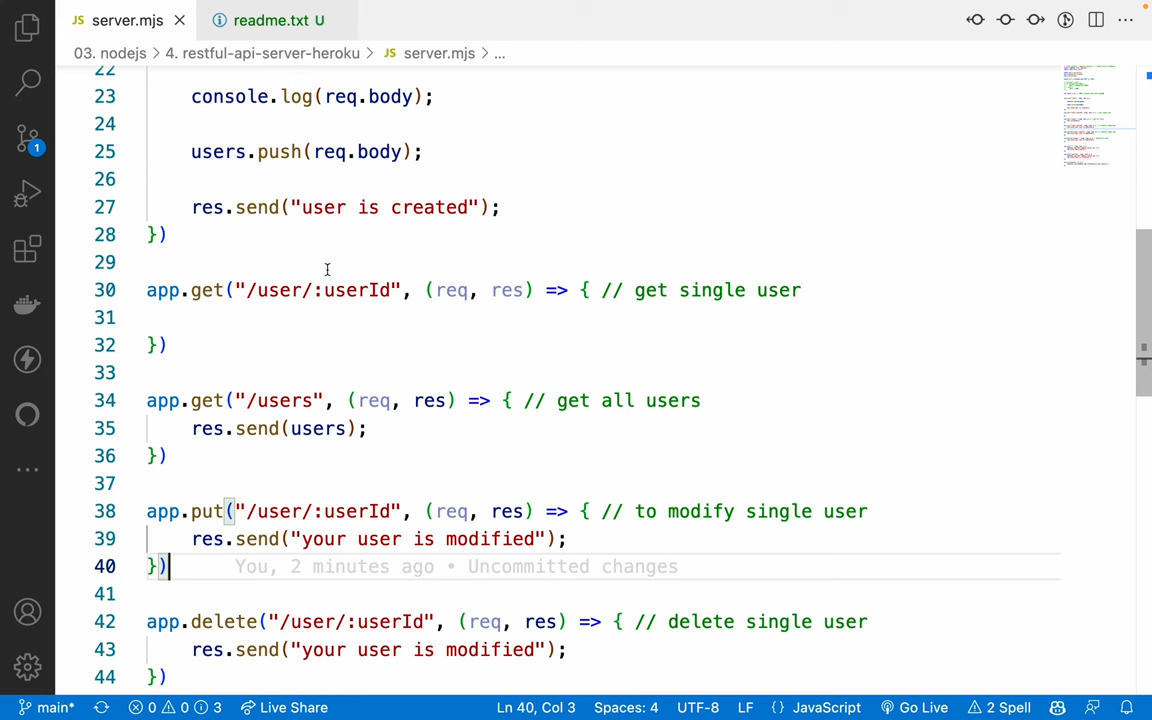 JS server.mjs
readme.txt U
03. nodejs > 4. restful-api-server-heroku > JS server.mjs > ...
22
23 console.log(req.body);
24
25 users.push(req.body);
26
27 res.send("user is created");
28 })
29
30 app.get("/user/:userId", (req, res) => { // get single user
31
32 })
33
34 app.get("/users", (req, res) => { // get all users
35 res.send(users);
36 })
37
38 app.put("/user/:userId", (req, res) => { // to modify single user
39 res.send("your user is modified");
40 }) You, 2 minutes ago • Uncommitted changes
41
42 app.delete("/user/:userId", (req, res) => { // delete single user
43 res.send("your user is modified");
44 })
1
main* 0 0 3 Live Share Ln 40, Col 3 Spaces: 4 UTF-8 LF {} JavaScript Go Live 2 Spell